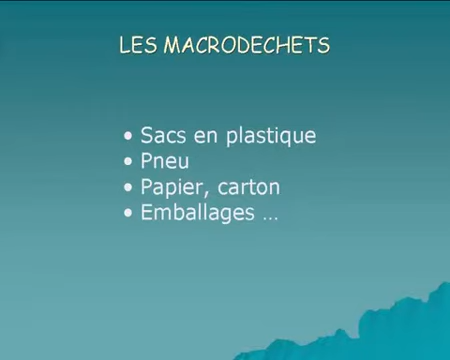 LES MACRODECHETS
• Sacs en plastique
• Pneu
• Papier, carton
• Emballages …